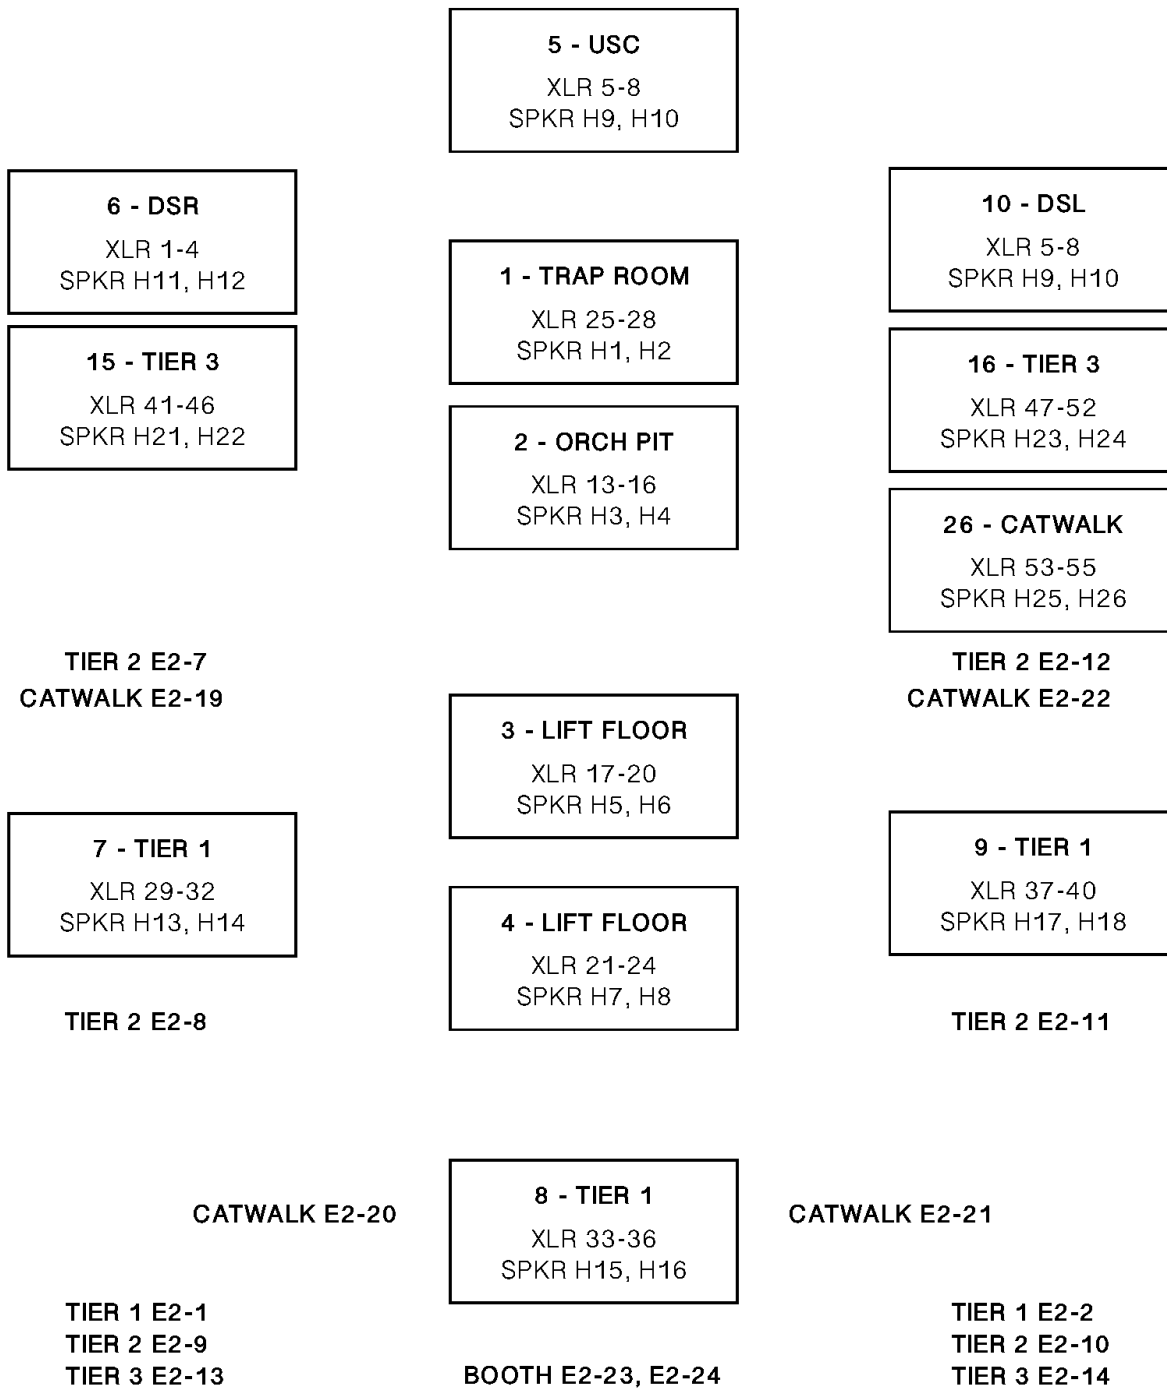 5 - USC
XLR 5-8
SPKR H9, H10
6 - DSR
XLR 1-4
SPKR H11, H12
10 - DSL
XLR 5-8
SPKR H9, H10
1 - TRAP ROOM
XLR 25-28
SPKR H1, H2
15 - TIER 3
XLR 41-46
SPKR H21, H22
16 - TIER 3
XLR 47-52
SPKR H23, H24
2 - ORCH PIT
XLR 13-16
SPKR H3, H4
26 - CATWALK
XLR 53-55
SPKR H25, H26
TIER 2 E2-7
CATWALK E2-19
TIER 2 E2-12
CATWALK E2-22
3 - LIFT FLOOR
XLR 17-20
SPKR H5, H6
7 - TIER 1
XLR 29-32
SPKR H13, H14
9 - TIER 1
XLR 37-40
SPKR H17, H18
4 - LIFT FLOOR
XLR 21-24
SPKR H7, H8
TIER 2 E2-8
TIER 2 E2-11
CATWALK E2-20
8 - TIER 1
XLR 33-36
SPKR H15, H16
CATWALK E2-21
TIER 1 E2-1
TIER 2 E2-9
TIER 3 E2-13
BOOTH E2-23, E2-24
TIER 1 E2-2
TIER 2 E2-10
TIER 3 E2-14